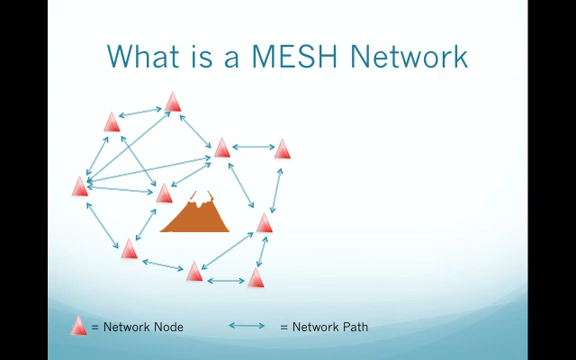 What is a MESH Network
= Network Node
= Network Path